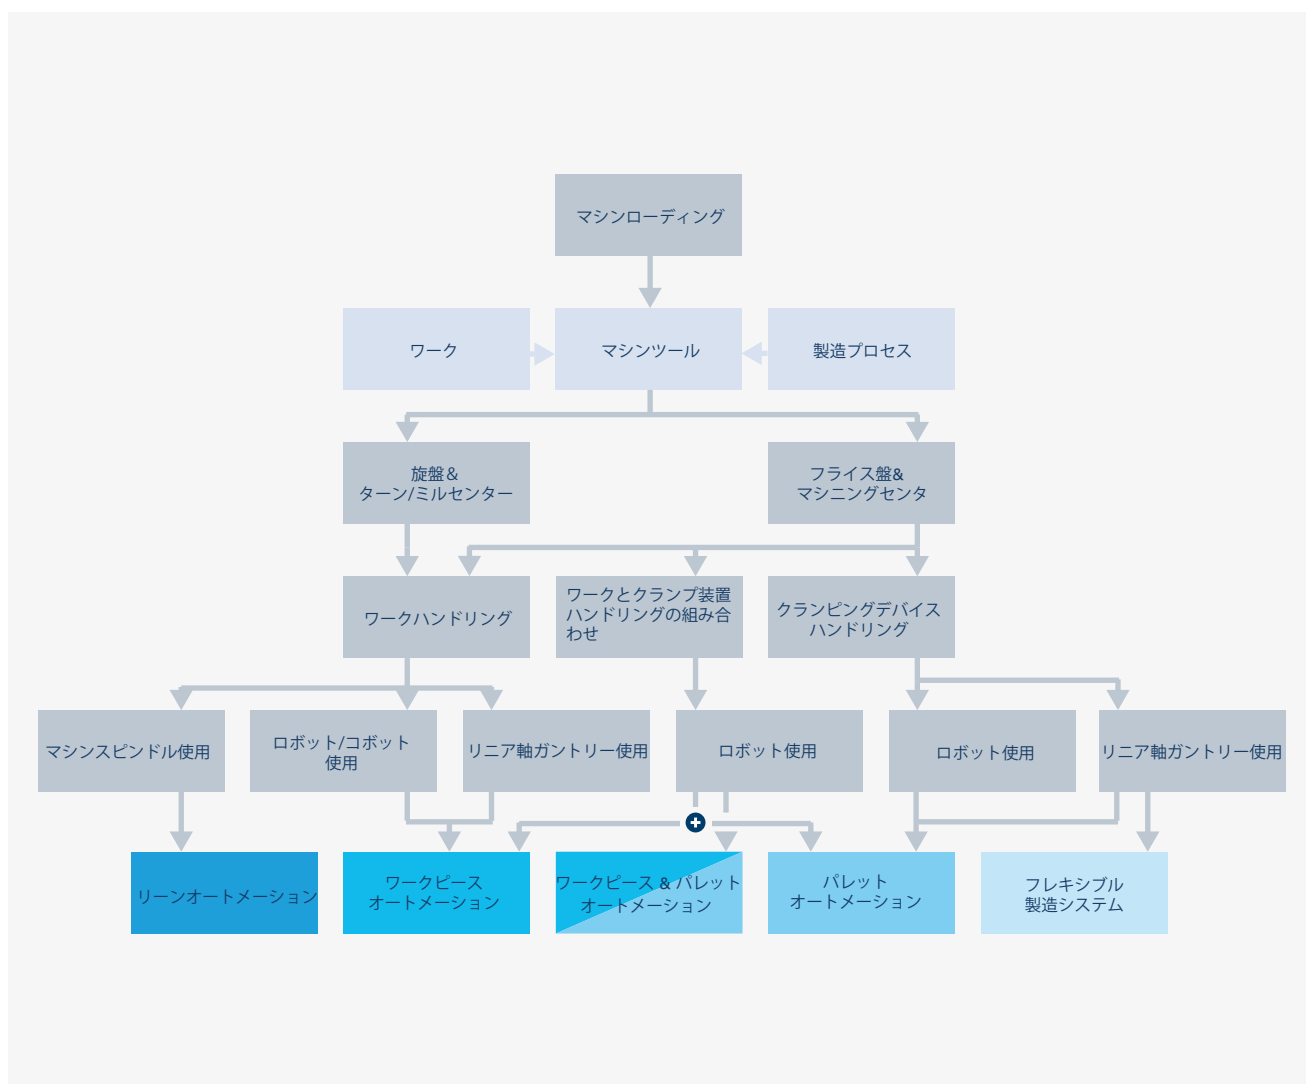 マシンローディング
ワーク
マシンツール
製造プロセス
旋盤&
ターン/ミルセンター
フライス盤&
マシニングセンタ
ワークハンドリング
ワークとクランプ装置
ハンドリングの組み合
わせ
クランピングデバイス
ハンドリング
マシンスピンドル使用
ロボット/コボット
使用
リニア軸ガントリー使用
ロボット使用
ロボット使用
リニア軸ガントリー使用
リーンオートメーション
ワークピース
オートメーション
ワークピース & パレット
オートメーション
パレット
オートメーション
フレキシブル
製造システム